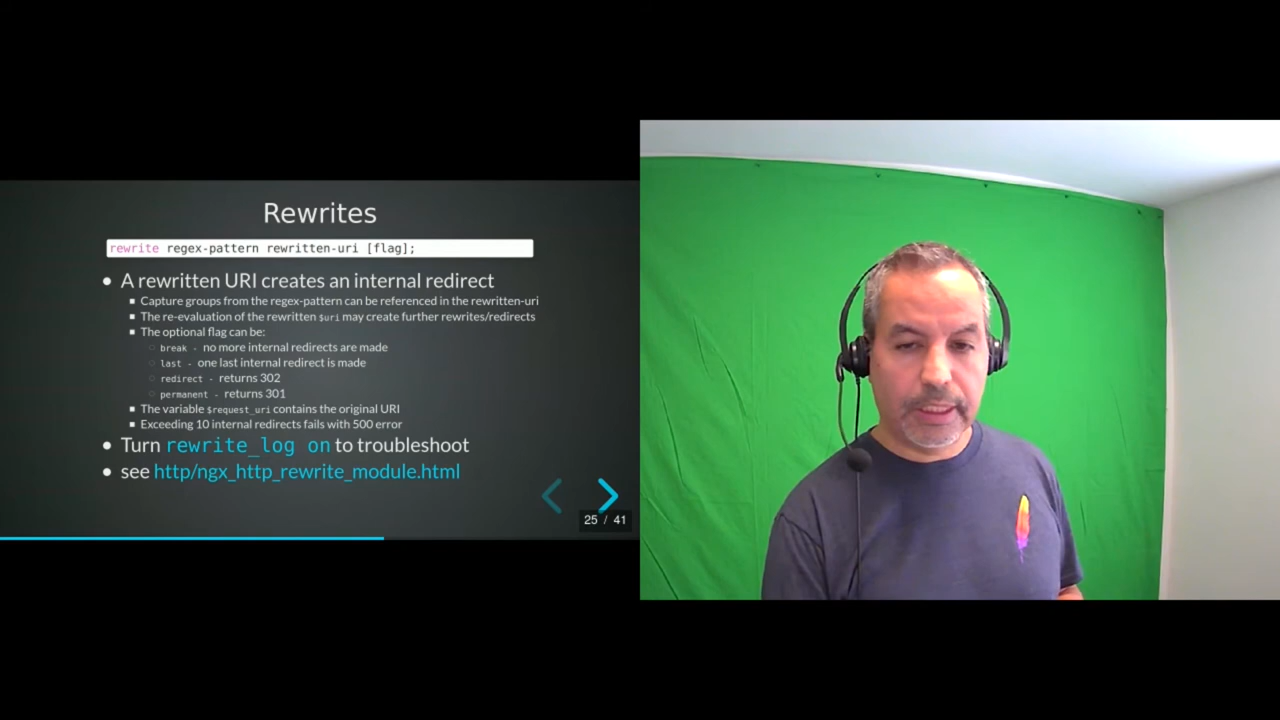 Rewrites
rewrite regex-pattern rewritten-uri [flag];
A rewritten URI creates an internal redirect
Capture groups from the regex-pattern can be referenced in the rewritten-uri
The re-evaluation of the rewritten $uri may create further rewrites/redirects
The optional flag can be:
break - no more internal redirects are made
last - one last internal redirect is made
redirect - returns 302
permanent - returns 301
The variable $request_uri contains the original URI
Exceeding 10 internal redirects fails with 500 error
Turn rewrite_log on to troubleshoot
see http/ngx_http_rewrite_module.html
25 / 41